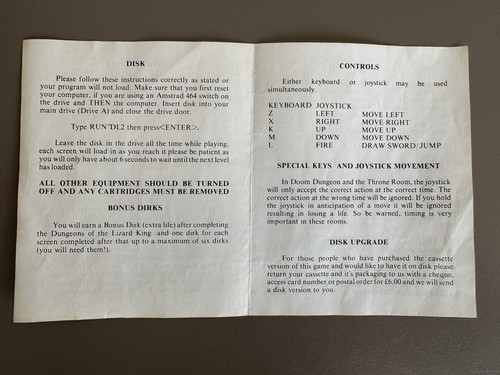 DISK
Please follow these instructions correctly as stated or
your program will not load. Make sure that you first reset
your computer, if you are using an Amstrad 464 switch on
the drive and THEN the computer. Insert disk into your
main drive (Drive A) and close the drive door.
Type RUN"DL2 then press<ENTER>.
Leave the disk in the drive all the time while playing,
each screen will load in as you reach it please be patient as
you will only have about 6 seconds to wait until the next level
has loaded.
ALL OTHER EQUIPMENT SHOULD BE TURNED
OFF AND ANY CARTRIDGES MUST BE REMOVED
BONUS DIRKS
You will earn a Bonus Dirk (extra life) after completing
the Dungeons of the Lizard King and one dirk for each
screen completed after that up to a maximum of six dirks
(you will need them!).
CONTROLS
Either keyboard or joystick may be used
simultaneously.
KEYBOARD JOYSTICK
Z LEFT MOVE LEFT
X RIGHT MOVE RIGHT
K UP MOVE UP
M DOWN MOVE DOWN
L FIRE DRAW SWORD/JUMP
SPECIAL KEYS AND JOYSTICK MOVEMENT
In Doom Dungeon and the Throne Room, the joystick
will only accept the correct action at the correct time. The
correct action at the wrong time will be ignored. If you hold
the joystick in anticipation of a move it will be ignored
resulting in losing a life. So be warned, timing is very
important in these rooms.
DISK UPGRADE
For those people who have purchased the cassette
version of this game and would like to have it on disk please
return your cassette and it's packaging to us with a cheque,
access card number or postal order for £6.00 and we will send
a disk version to you.